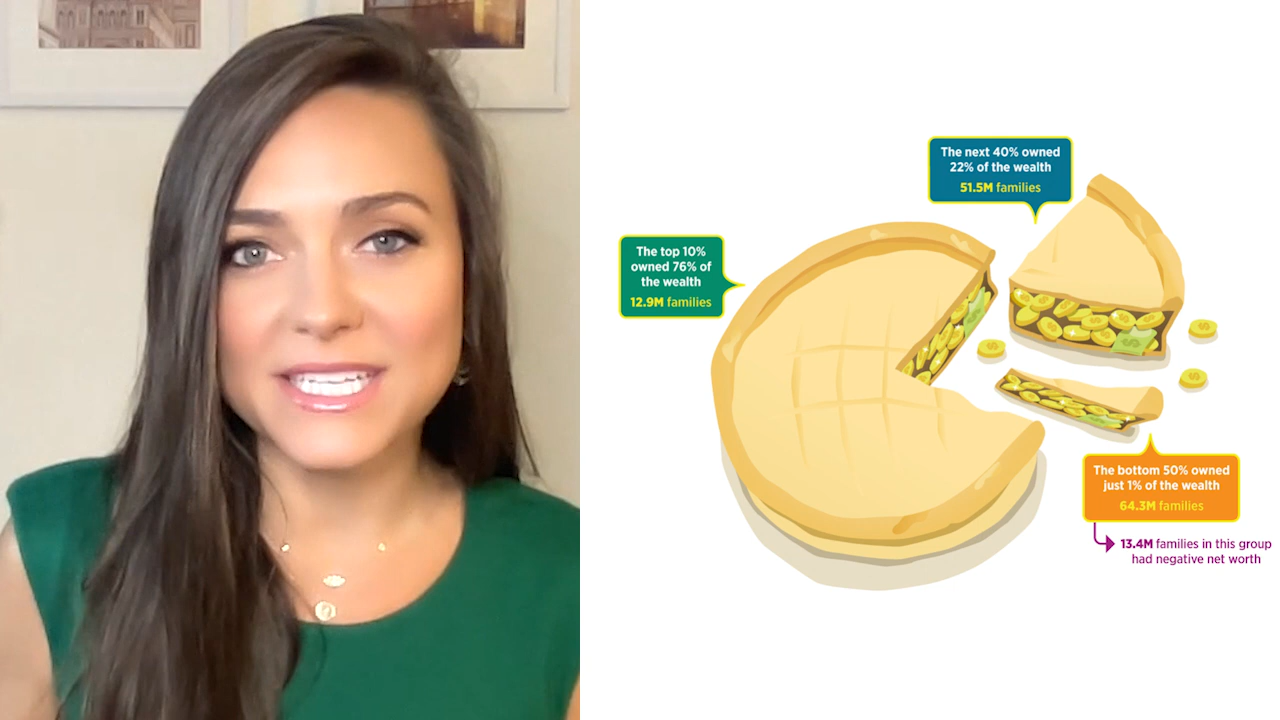 The next 40% owned
22% of the wealth
51.5M families
The top 10%
owned 76% of
the wealth
12.9M families
The bottom 50% owned
just 1% of the wealth
64.3M families
13.4M families in this group
had negative net worth